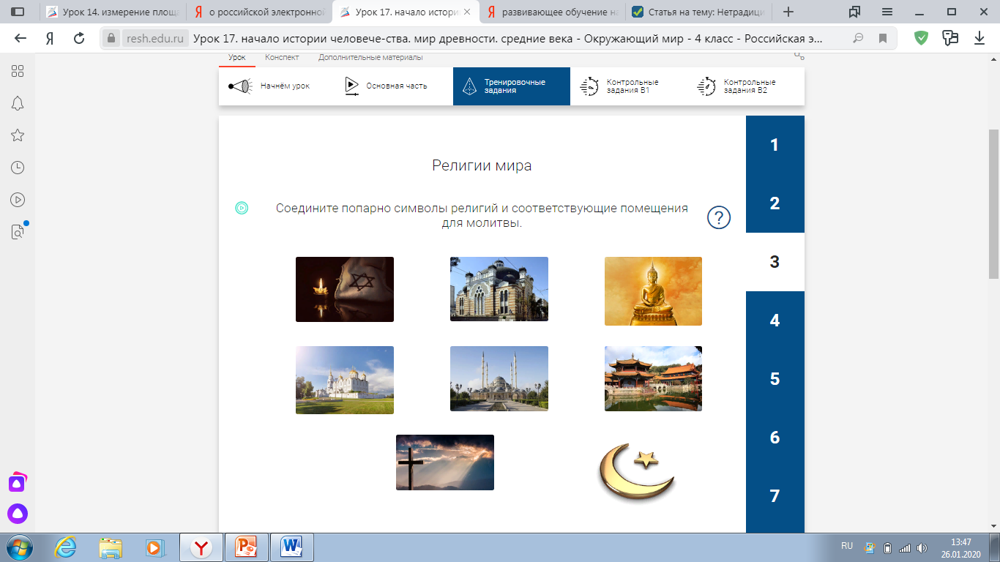 Урок 14. измерение площа
о российской электронной
Урок 17. начало истори
развивающее обучение на
Статья на тему: Нетрадици
Я resh.edu.ru Урок 17. начало истории человече-ства. мир древности. средние века - Окружающий мир - 4 класс - Российская э...
Урок Конспект Дополнительные материалы
Начнём урок
Основная часть
Тренировочные
задания
Контрольные
задания В1
Контрольные
задания В2
Религии мира
Соедините попарно символы религий и соответствующие помещения
для молитвы.
?
1
2
3
4
5
6
7
RU
13:47
26.01.2020